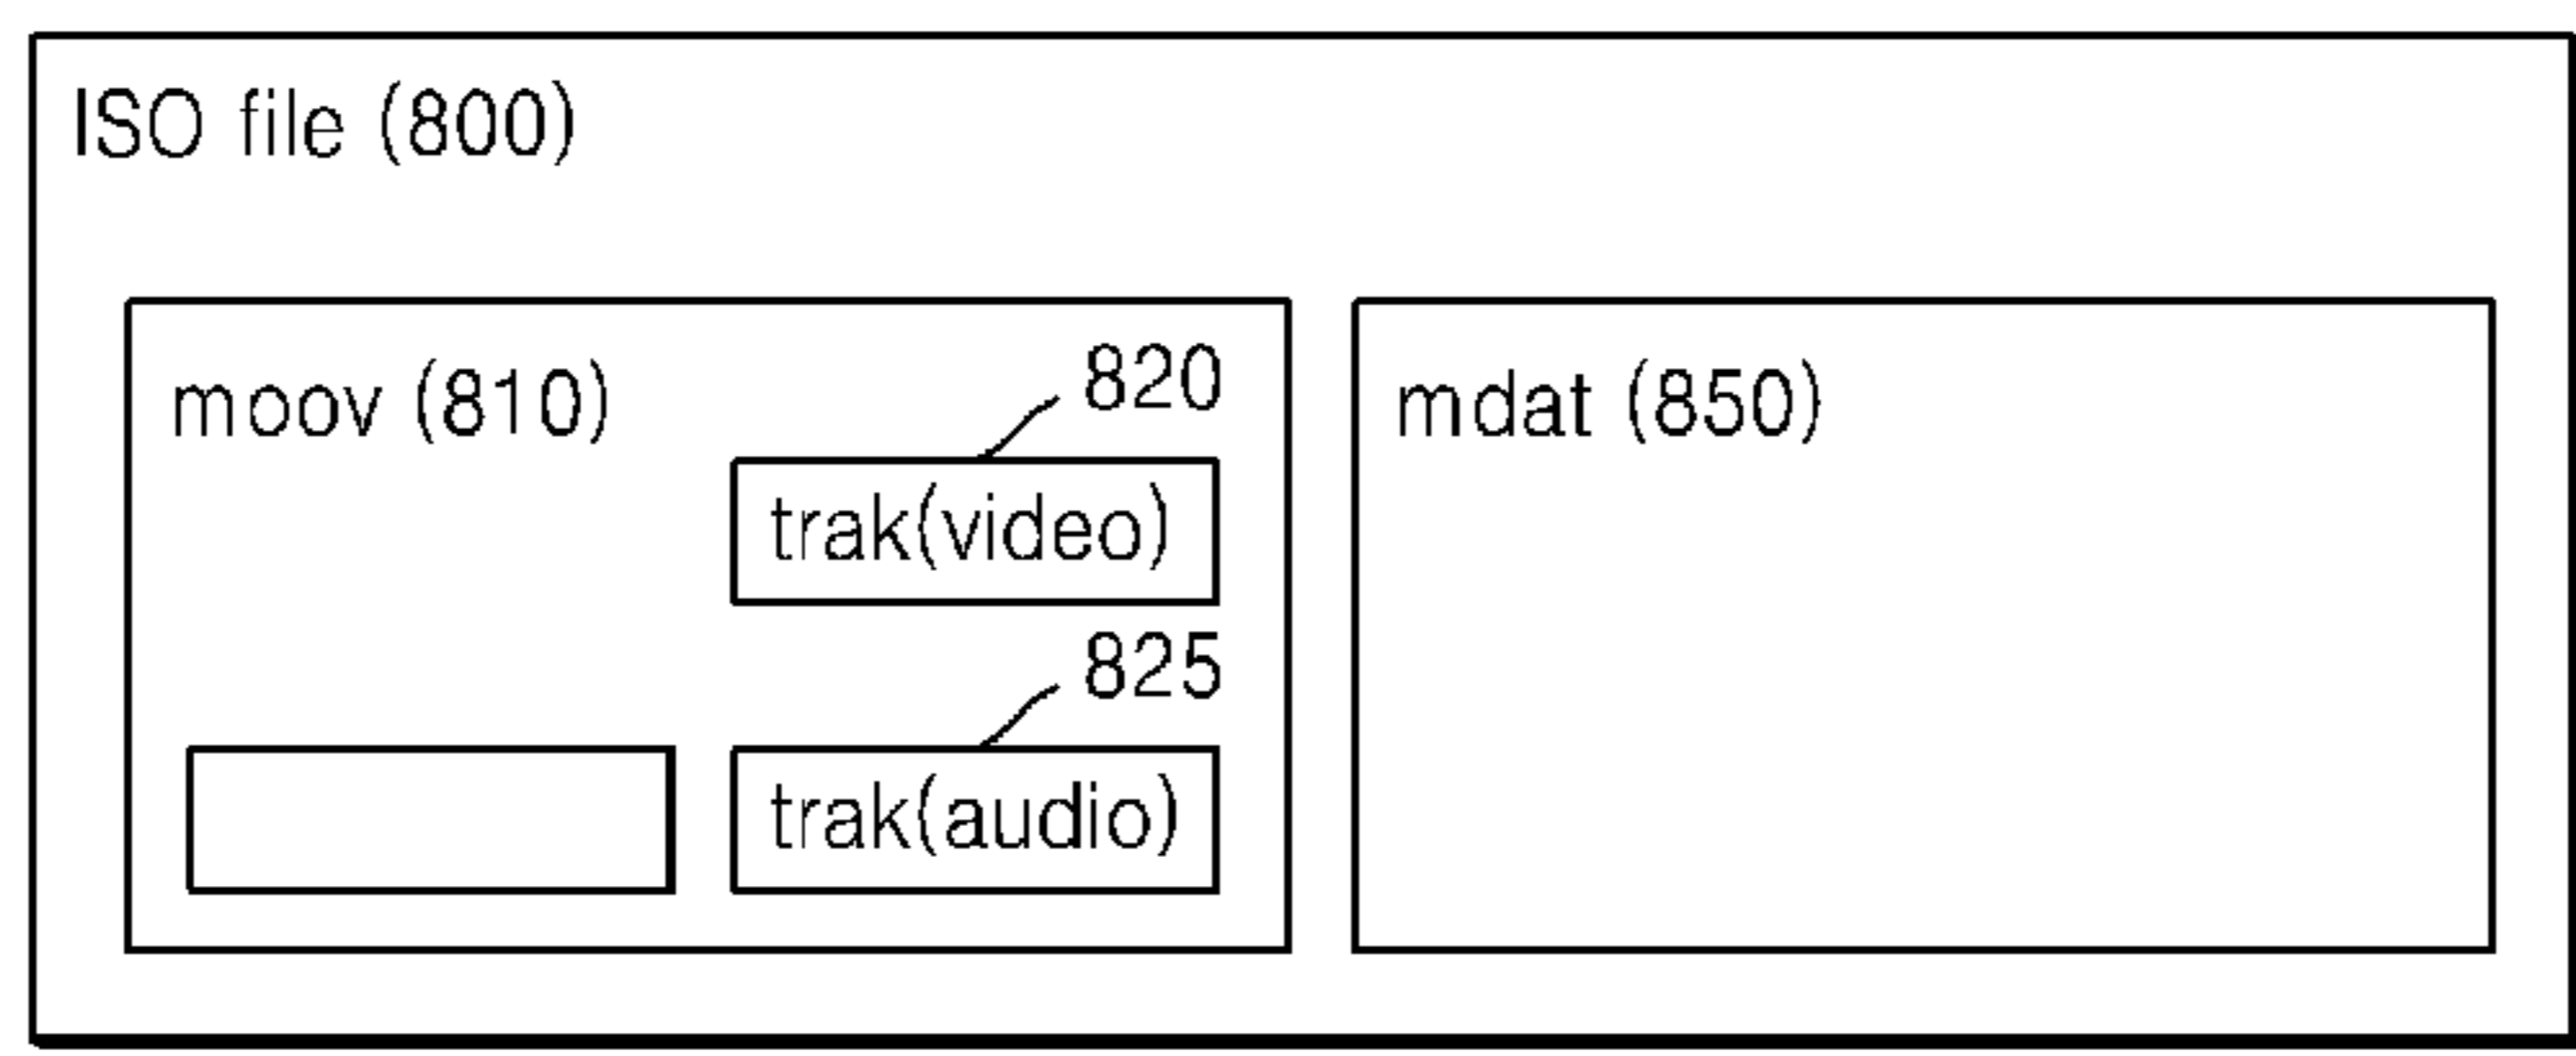 ISO file (800)
moov (810)
820
trak(video)
825
trak(audio)
mdat (850)